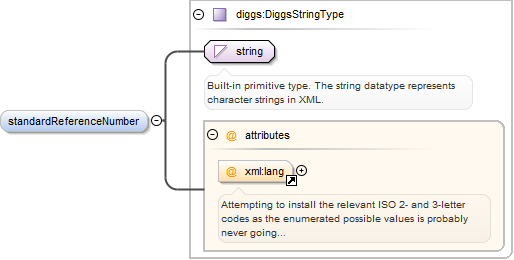 diggs:DiggsStringType
string
Built-in primitive type. The string datatype represents
character strings in XML.
standardReferenceNumber
@ attributes
@ xml:lang
Attempting to install the relevant ISO 2- and 3-letter
codes as the enumerated possible values is probably
never going...